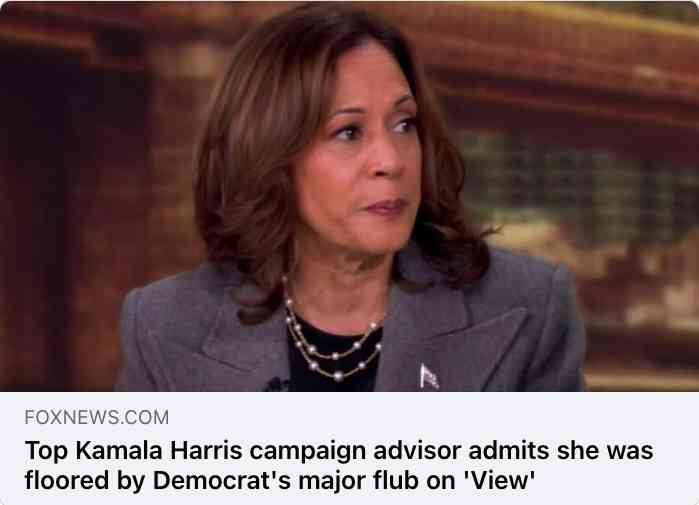 FOXNEWS.COM
Top Kamala Harris campaign advisor admits she was
floored by Democrat's major flub on 'View'